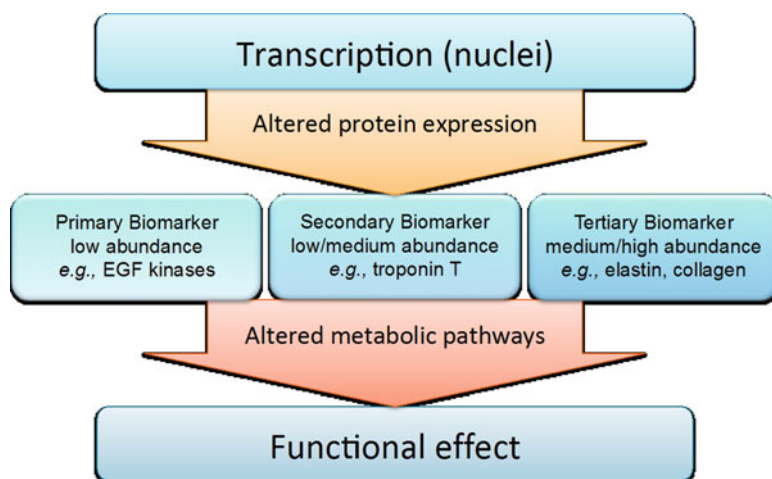 Transcription (nuclei)
Altered protein expression
Primary Biomarker
low abundance
e.g., EGF kinases
Secondary Biomarker
low/medium abundance
e.g., troponin T
Tertiary Biomarker
medium/high abundance
e.g., elastin, collagen
Altered metabolic pathways
Functional effect